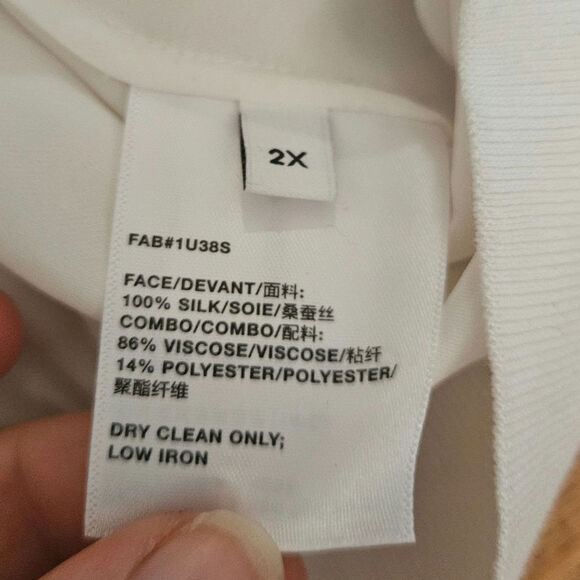 2X
FAB#1U38S
FACE/DEVANT/面料:
100% SILK/SOIE/桑蚕丝
COMBO/COMBO/配料:
86% VISCOSE/VISCOSE/粘纤
14% POLYESTER/POLYESTER/
聚酯纤维
DRY CLEAN ONLY;
LOW IRON